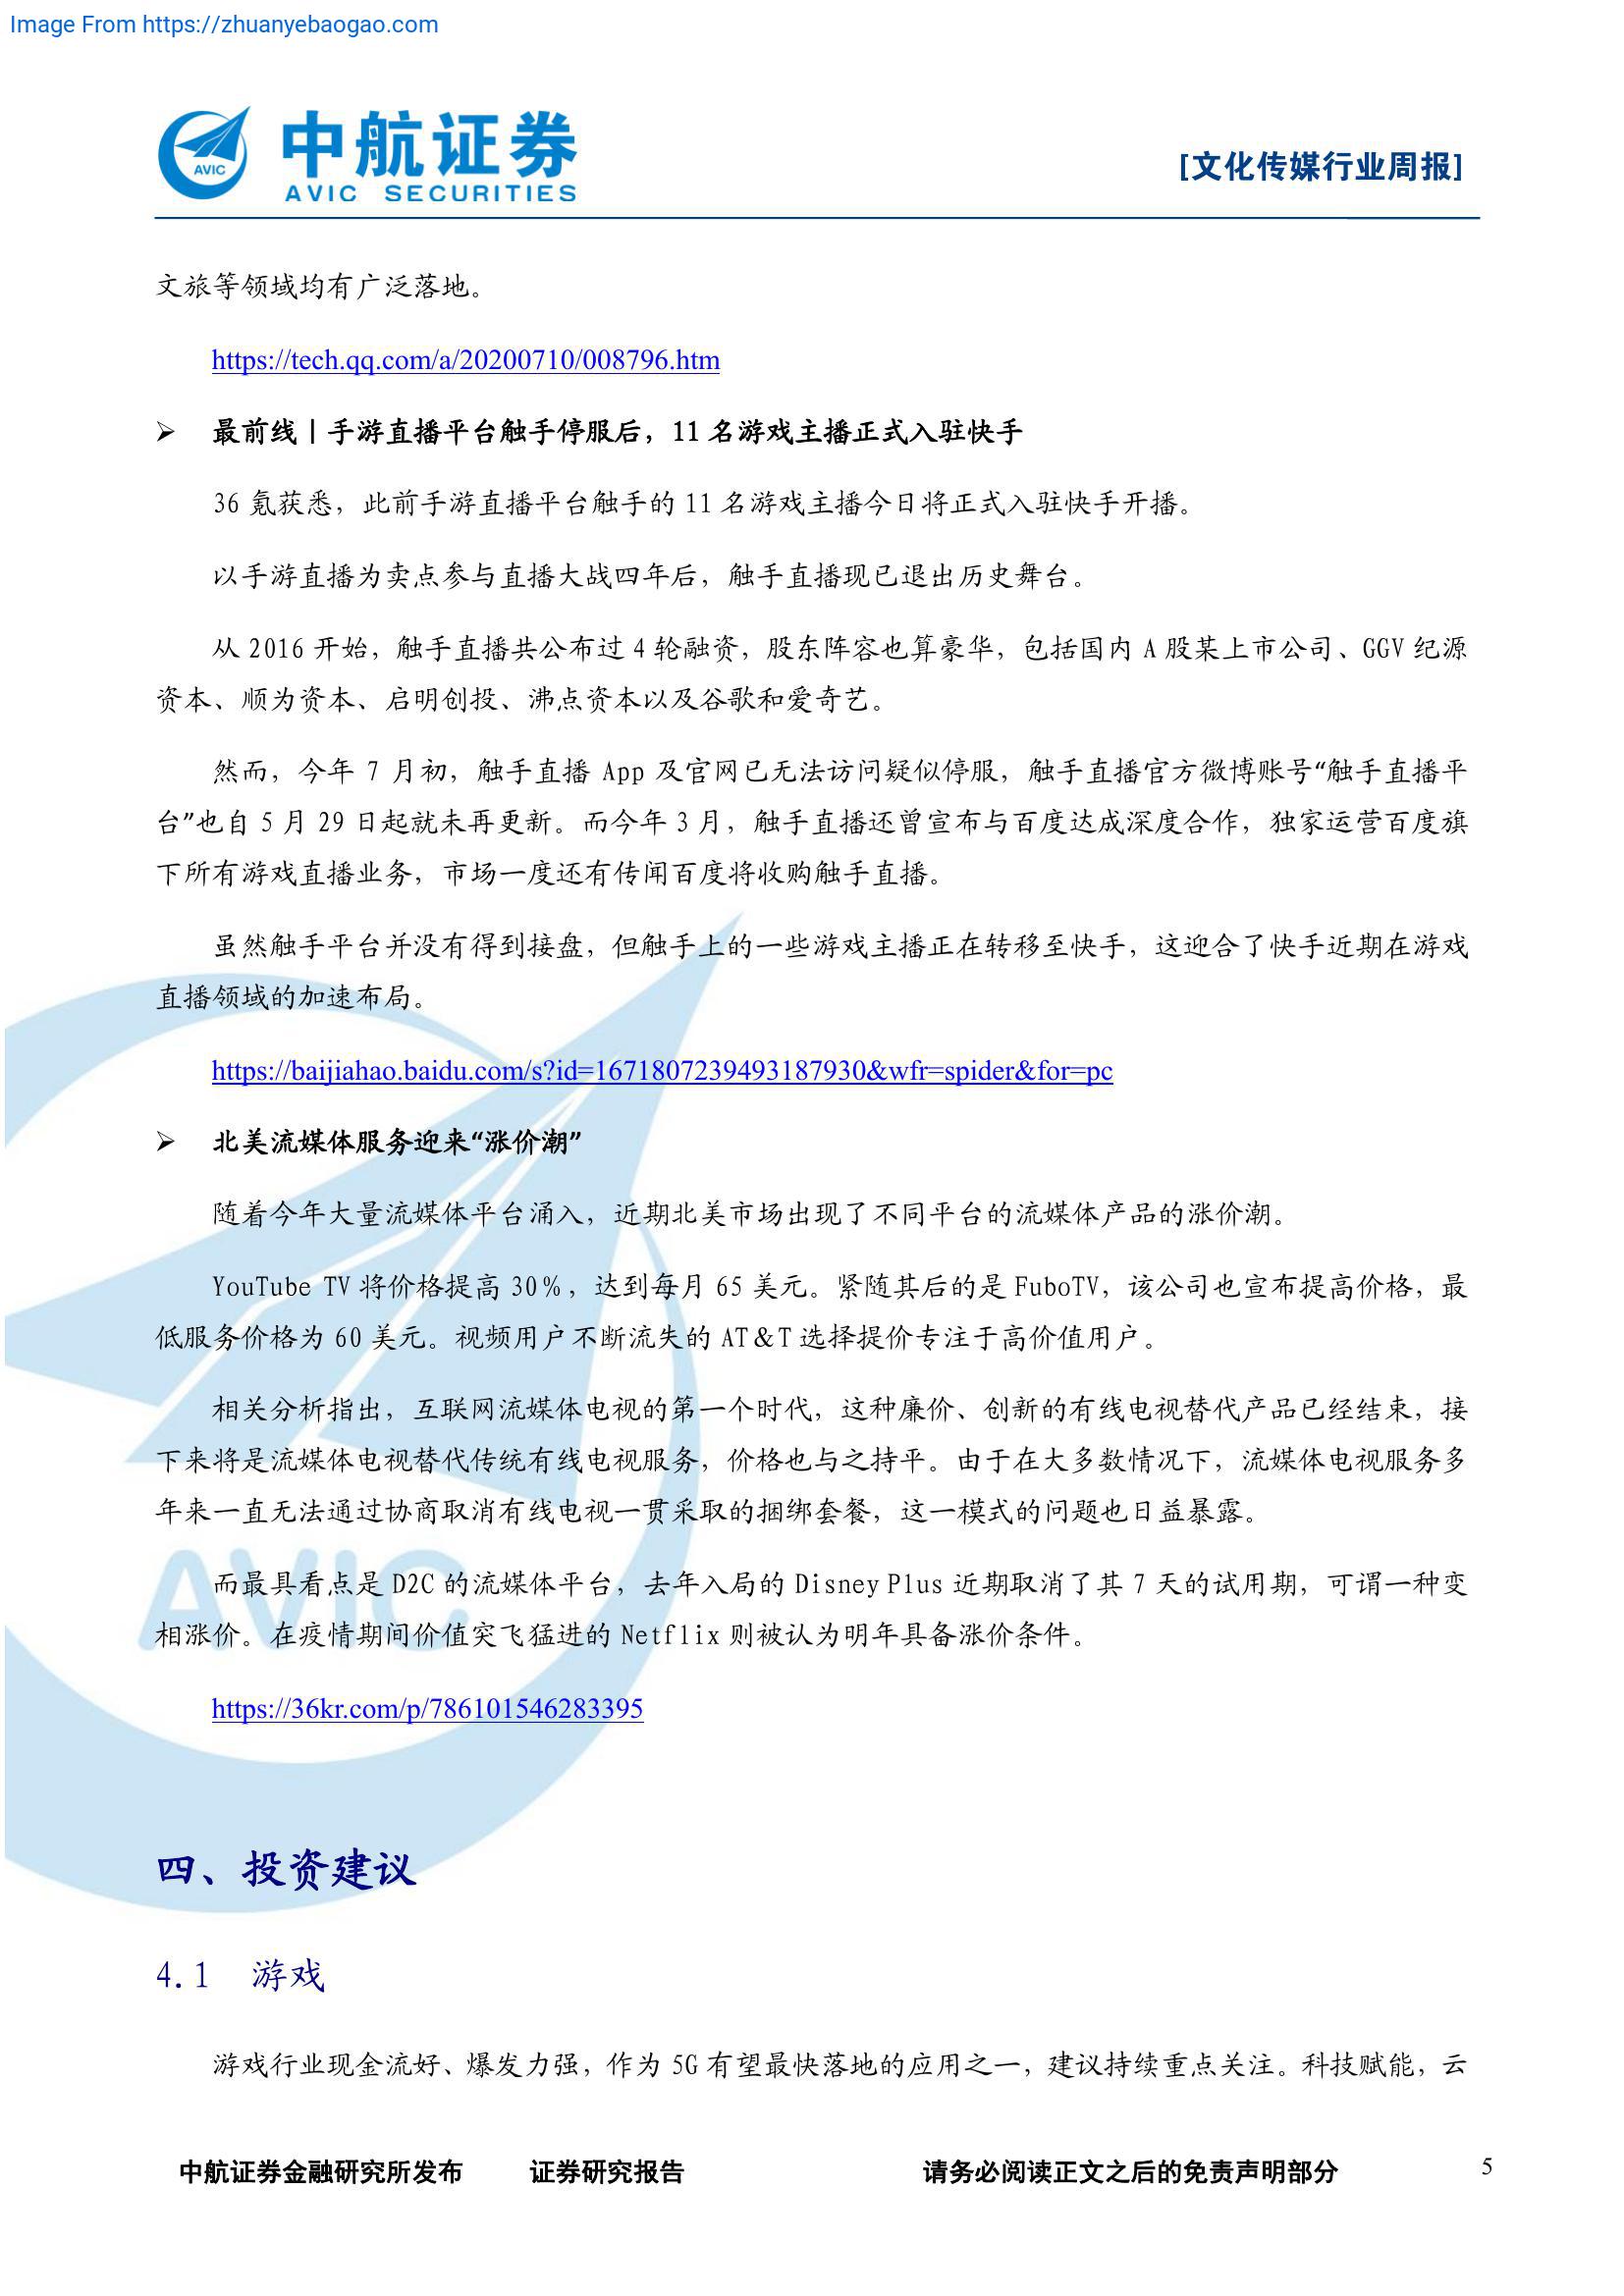 Image From https://zhuanyebaogao.com
AVIC
中航证券
AVIC SECURITIES
[文化传媒行业周报]
文旅等领域均有广泛落地。
https://tech.qq.com/a/20200710/008796.htm
➢ 最前线丨手游直播平台触手停服后，11 名游戏主播正式入驻快手
36 氪获悉，此前手游直播平台触手的 11 名游戏主播今日将正式入驻快手开播。
以手游直播为卖点参与直播大战四年后，触手直播现已退出历史舞台。
从 2016 开始，触手直播共公布过 4 轮融资，股东阵容也算豪华，包括国内 A 股某上市公司、GGV 纪源
资本、顺为资本、启明创投、沸点资本以及谷歌和爱奇艺。
然而，今年 7 月初，触手直播 App 及官网已无法访问疑似停服，触手直播官方微博账号“触手直播平
台”也自 5 月 29 日起就未再更新。而今年 3 月，触手直播还曾宣布与百度达成深度合作，独家运营百度旗
下所有游戏直播业务，市场一度还有传闻百度将收购触手直播。
虽然触手平台并没有得到接盘，但触手上的一些游戏主播正在转移至快手，这迎合了快手近期在游戏
直播领域的加速布局。
https://baijiahao.baidu.com/s?id=1671807239493187930&wfr=spider&for=pc
➢ 北美流媒体服务迎来“涨价潮”
随着今年大量流媒体平台涌入，近期北美市场出现了不同平台的流媒体产品的涨价潮。
YouTube TV 将价格提高 30%，达到每月 65 美元。紧随其后的是 FuboTV，该公司也宣布提高价格，最
低服务价格为 60 美元。视频用户不断流失的 AT&T 选择提价专注于高价值用户。
相关分析指出，互联网流媒体电视的第一个时代，这种廉价、创新的有线电视替代产品已经结束，接
下来将是流媒体电视替代传统有线电视服务，价格也与之持平。由于在大多数情况下，流媒体电视服务多
年来一直无法通过协商取消有线电视一贯采取的捆绑套餐，这一模式的问题也日益暴露。
而最具看点是 D2C 的流媒体平台，去年入局的 Disney Plus 近期取消了其 7 天的试用期，可谓一种变
相涨价。在疫情期间价值突飞猛进的 Netflix 则被认为明年具备涨价条件。
AVIC
https://36kr.com/p/786101546283395
四、投资建议
4.1 游戏
游戏行业现金流好、爆发力强，作为 5G 有望最快落地的应用之一，建议持续重点关注。科技赋能，云
中航证券金融研究所发布 证券研究报告 请务必阅读正文之后的免责声明部分 5